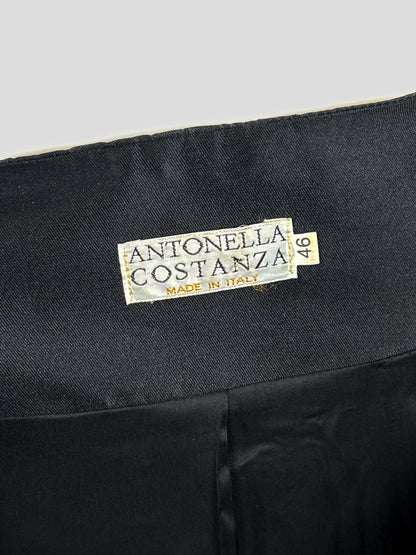 ANTONELLA
COSTANZA
MADE IN ITALY
46